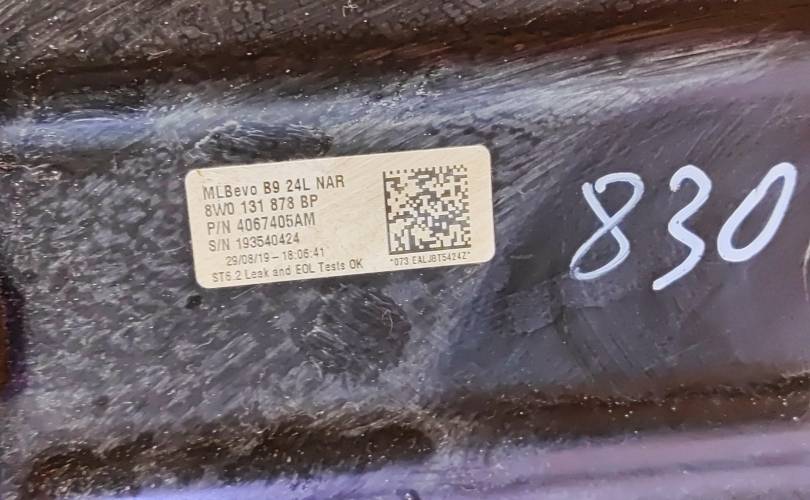 MLBevo B9 24L NAR
8W0 131 878 BP
P/N 4067405AM
S/N 193540424
29/08/19 - 18:06:41
ST6.2 Leak and EOL Tests OK
*073 EALJBT5424Z*
830